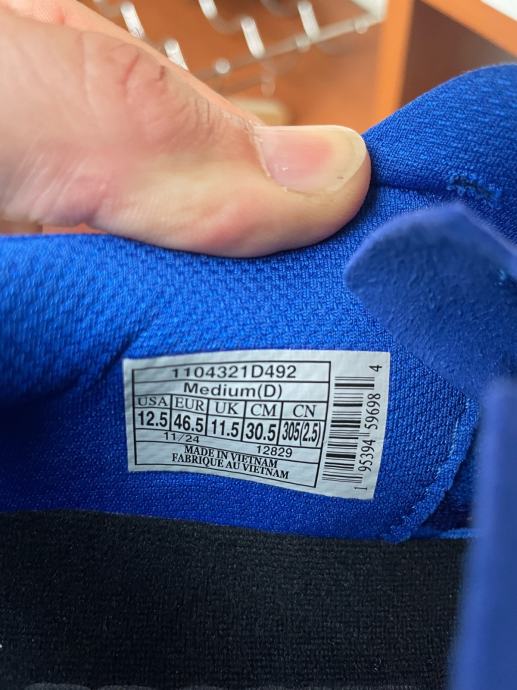 1104321D492
Medium(D)
USA EUR UK CM CN
12.5 46.5 11.5 30.5 305(2.5)
11/24 12829
MADE IN VIETNAM
FABRIQUE AU VIETNAM
1 95394 59698 4